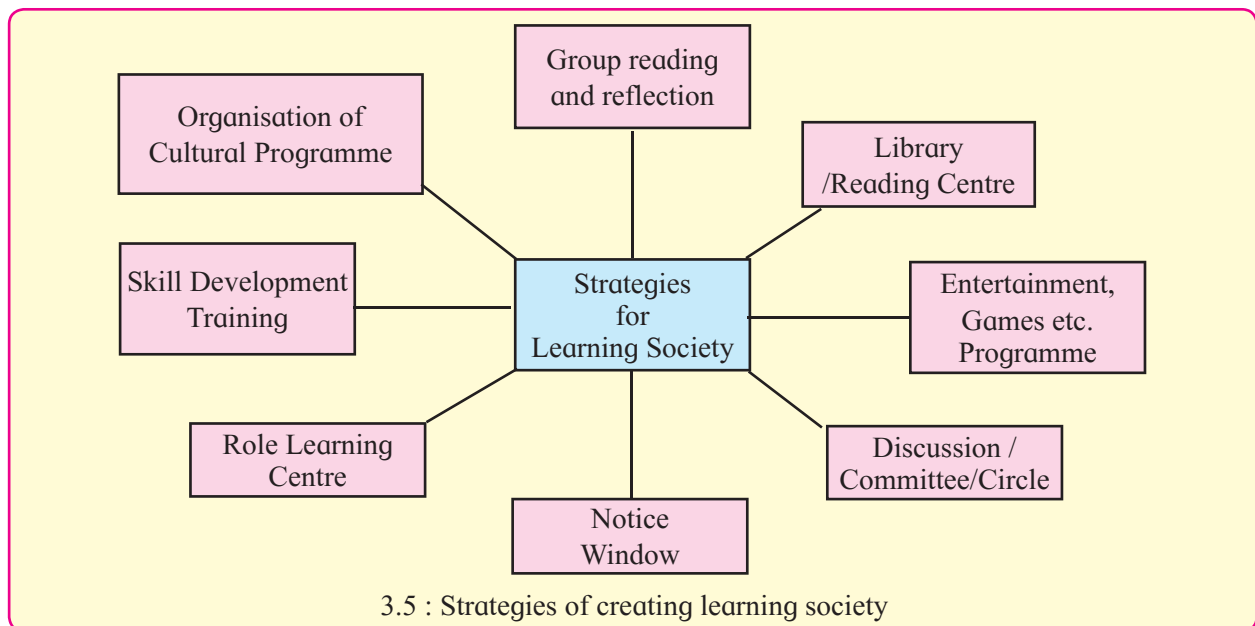 Group reading
and reflection
Organisation of
Cultural Programme
Library
/Reading Centre
Skill Development
Training
Strategies
for
Learning Society
Entertainment,
Games etc.
Programme
Role Learning
Centre
Discussion /
Committee/Circle
Notice
Window
3.5 : Strategies of creating learning society